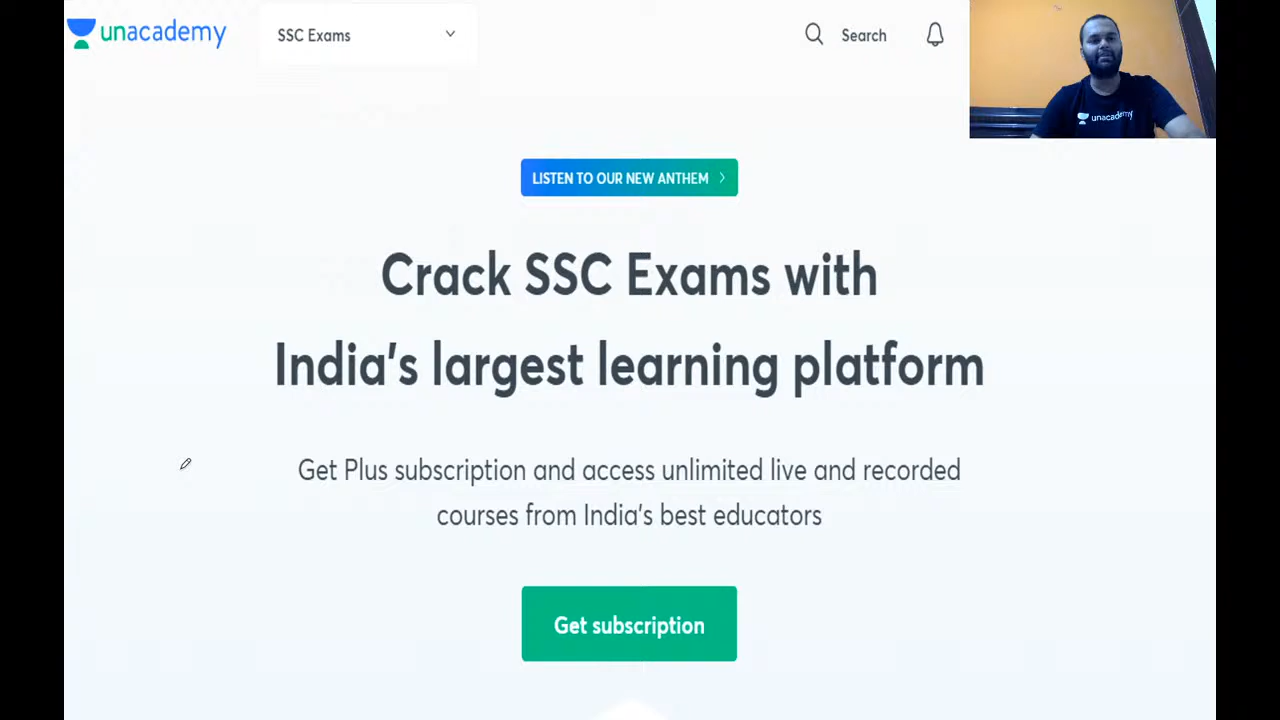 unacademy
SSC Exams
Search
unacademy
LISTEN TO OUR NEW ANTHEM
Crack SSC Exams with
India's largest learning platform
Get Plus subscription and access unlimited live and recorded
courses from India's best educators
Get subscription